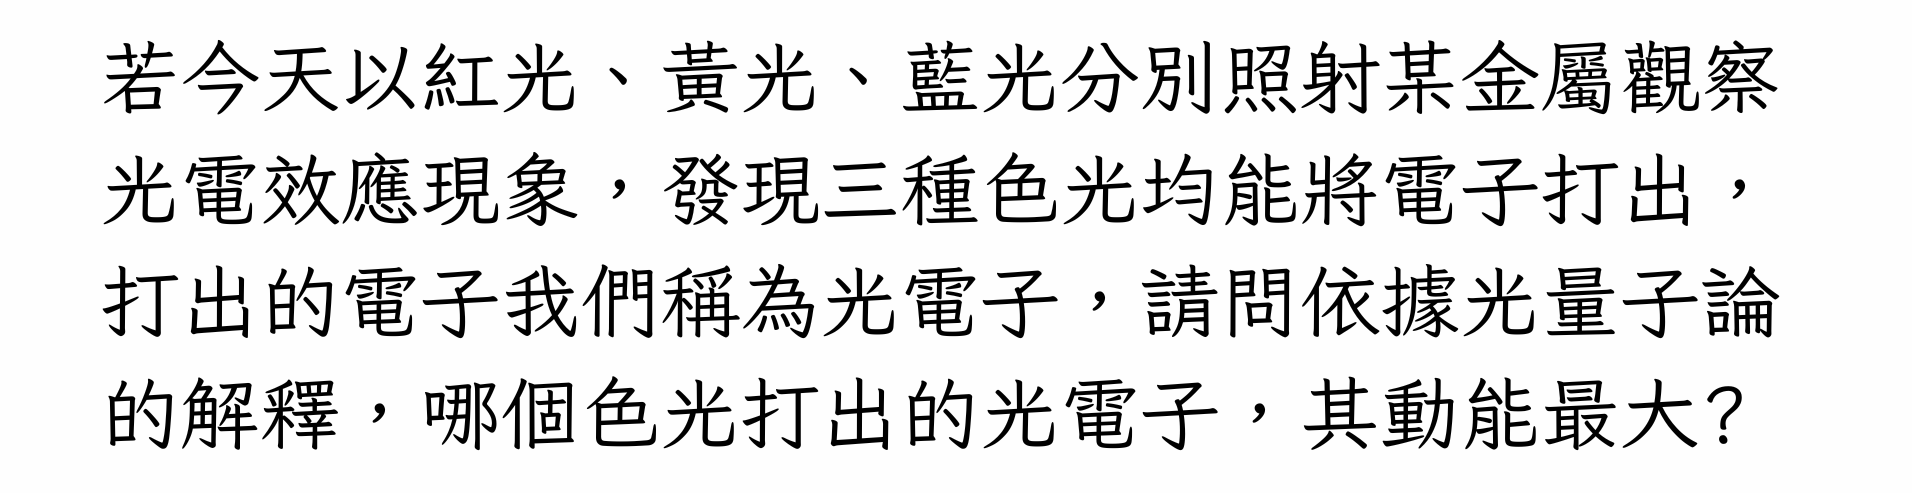 若今天以紅光、黃光、藍光分別照射某金屬觀察
光電效應現象，發現三種色光均能將電子打出，
打出的電子我們稱為光電子，請問依據光量子論
的解釋，哪個色光打出的光電子，其動能最大?